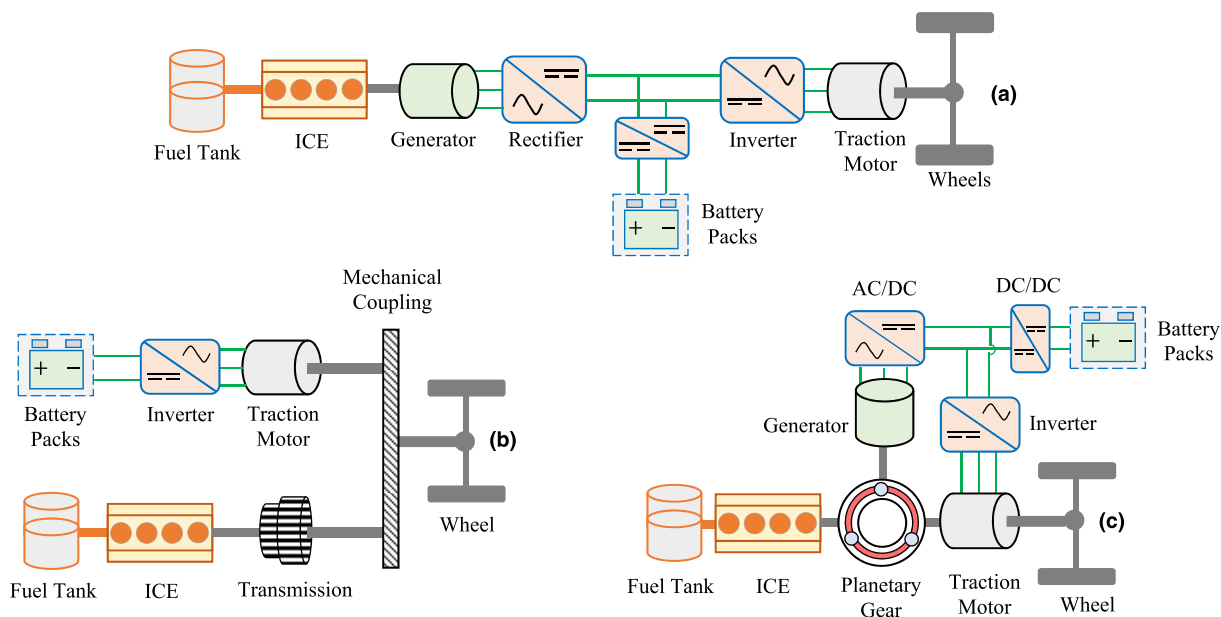 Fuel Tank
ICE
Generator
Rectifier
Inverter
Traction
Motor
Wheels
(a)
+ −
Battery
Packs
Mechanical
Coupling
+ −
Battery
Packs
Inverter
Traction
Motor
(b)
Wheel
Fuel Tank
ICE
Transmission
AC/DC
DC/DC
+ −
Battery
Packs
Generator
Inverter
(c)
Fuel Tank
ICE
Planetary
Gear
Traction
Motor
Wheel